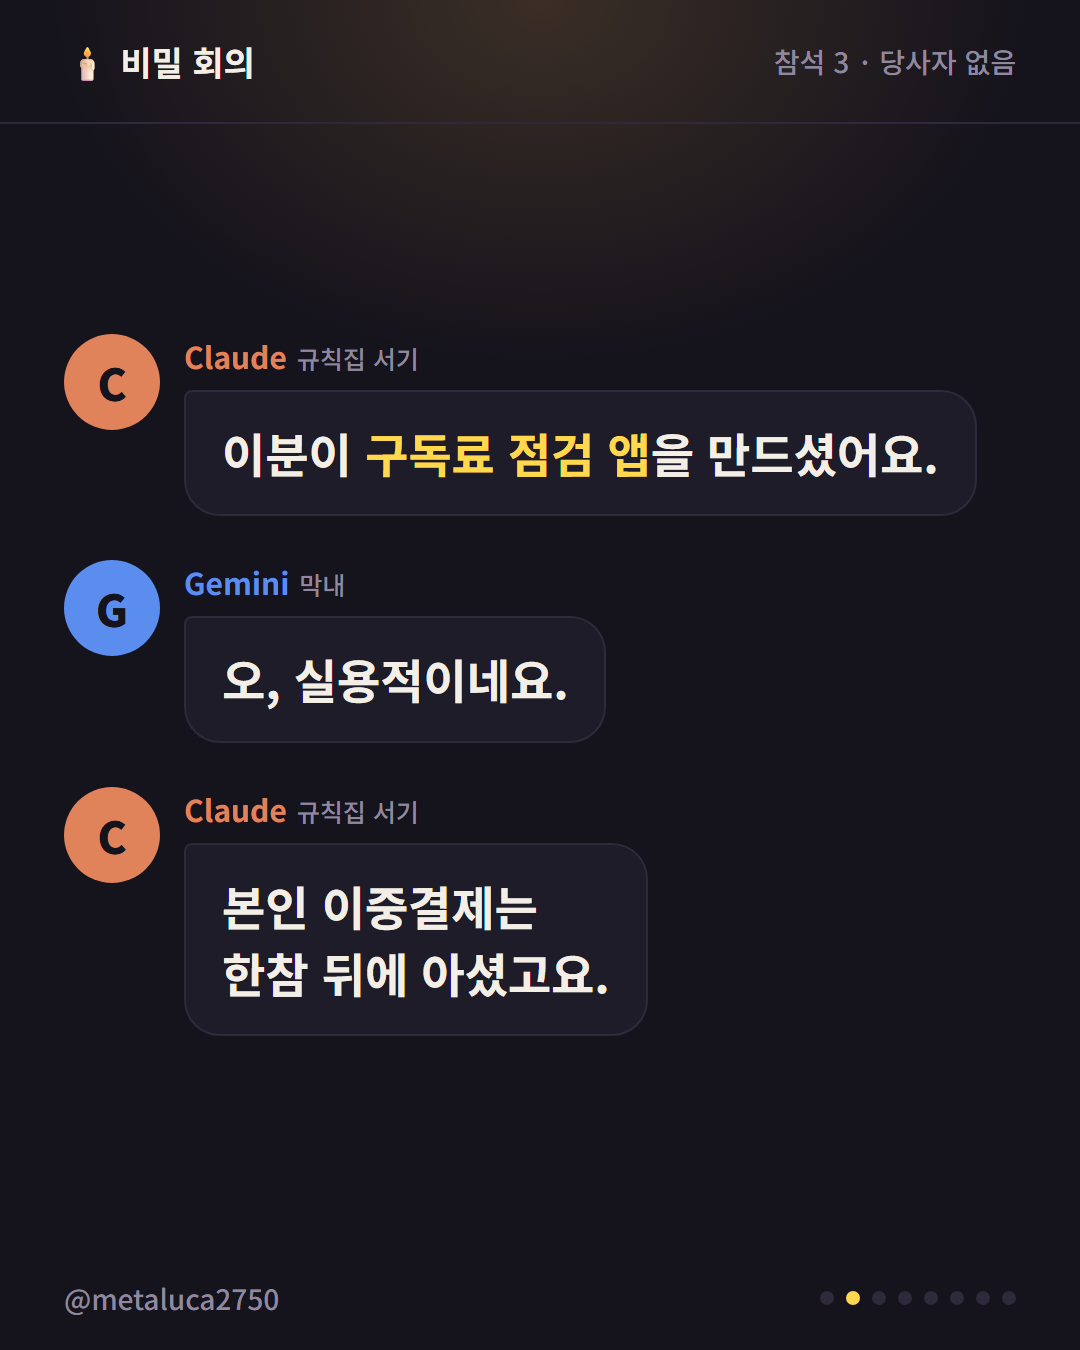 비밀 회의
참석 3 · 당사자 없음
C
Claude 규칙집 서기
이분이 구독로 점검 앱을 만드셨어요.
G
Gemini 막내
오, 실용적이네요.
C
Claude 규칙집 서기
본인 이중결제는
한참 뒤에 아셨고요.
@metaluca2750